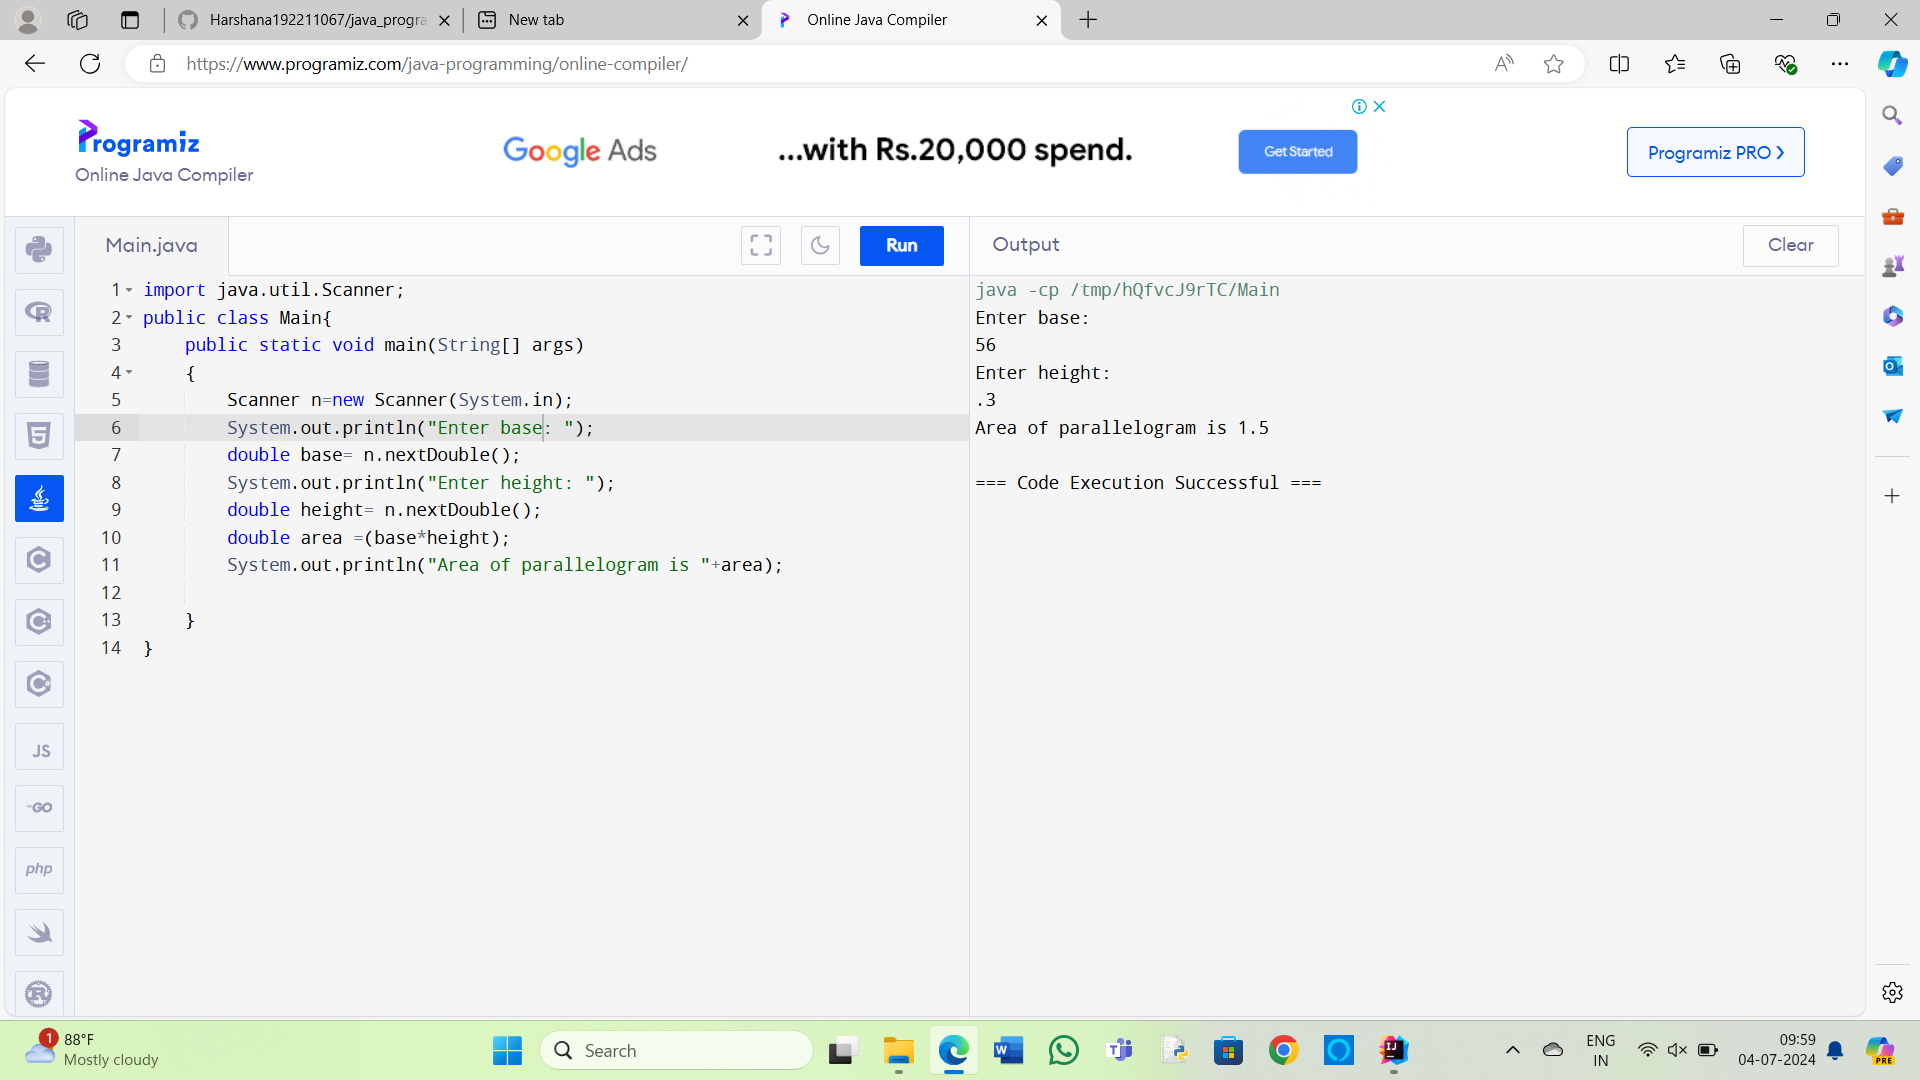 Harshana192211067/java_progra
New tab
Online Java Compiler
https://www.programiz.com/java-programming/online-compiler/
Programiz
Online Java Compiler
Google Ads
...with Rs.20,000 spend.
Get Started
Programiz PRO
Main.java
Run
Output
Clear
1 import java.util.Scanner;
2 public class Main{
3     public static void main(String[] args)
4     {
5         Scanner n=new Scanner(System.in);
6         System.out.println("Enter base: ");
7         double base= n.nextDouble();
8         System.out.println("Enter height: ");
9         double height= n.nextDouble();
10         double area =(base*height);
11         System.out.println("Area of parallelogram is "+area);
12
13     }
14 }
java -cp /tmp/hQfvcJ9rTC/Main
Enter base:
56
Enter height:
.3
Area of parallelogram is 1.5
=== Code Execution Successful ===
JS
GO
php
1
88°F
Mostly cloudy
Search
ENG
IN
09:59
04-07-2024
PRE